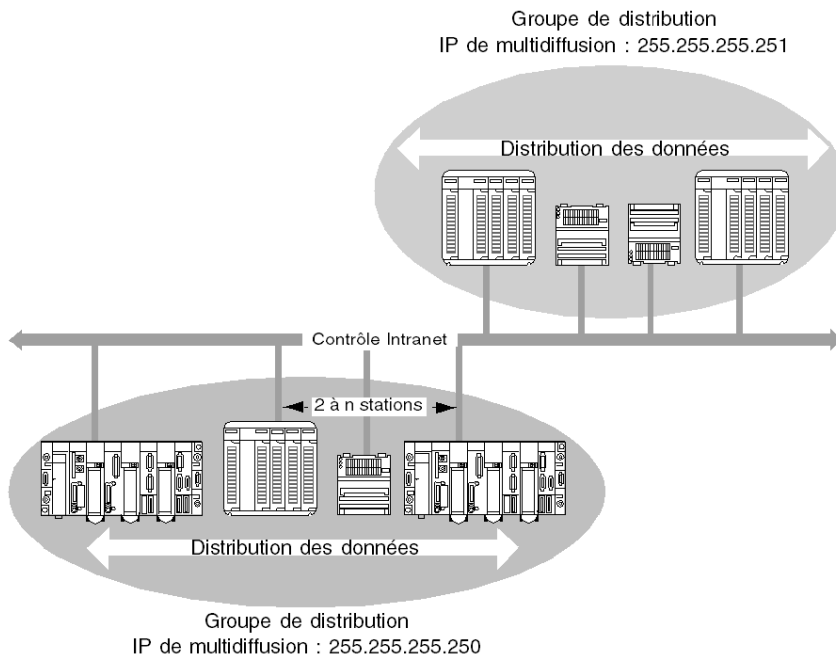 Groupe de distribution
IP de multidiffusion : 255.255.255.251
Distribution des données
Contrôle Intranet
2 à n stations
Distribution des données
Groupe de distribution
IP de multidiffusion : 255.255.255.250